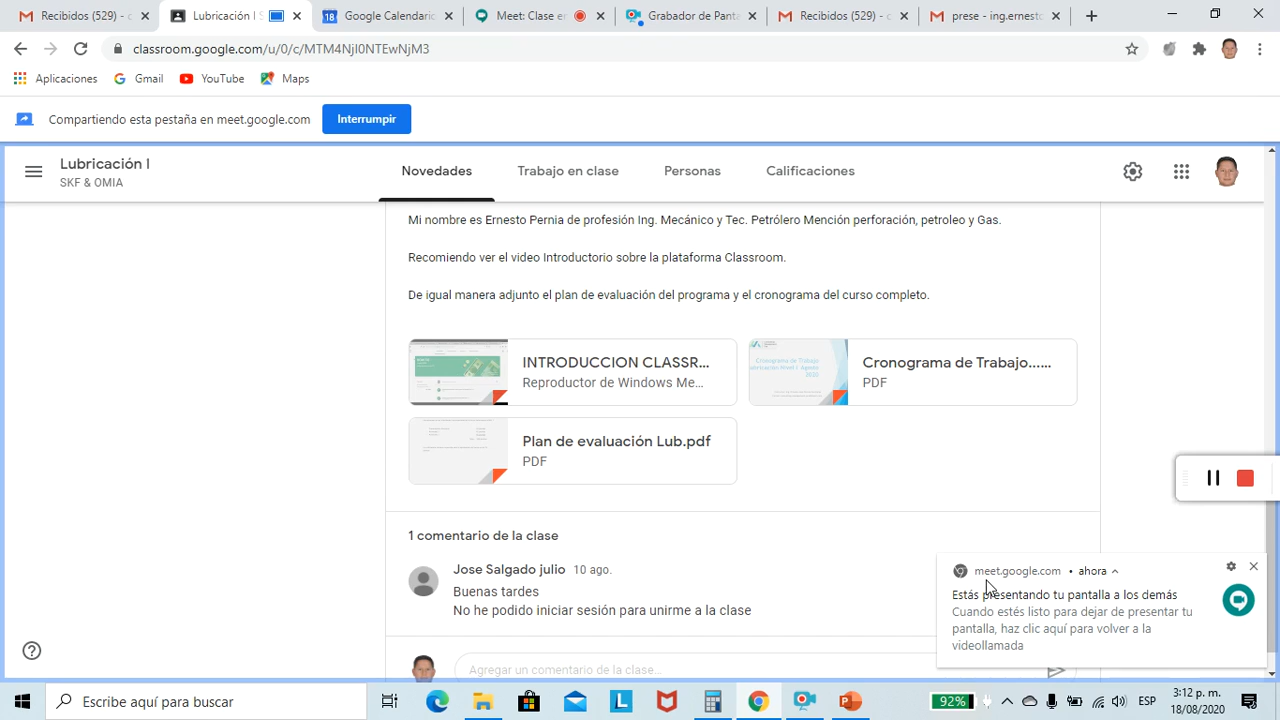 Recibidos (529) - c
Lubricación I S
Google Calendario
Meet: Clase en
Grabador de Panta
Recibidos (529) - c
prese - ing.ernesto
classroom.google.com/u/0/c/MTM4NjI0NTEwNjM3
Aplicaciones
Gmail
YouTube
Maps
Compartiendo esta pestaña en meet.google.com
Interrumpir
Lubricación I
SKF & OMIA
Novedades
Trabajo en clase
Personas
Calificaciones
Mi nombre es Ernesto Pernia de profesión Ing. Mecánico y Tec. Petrólero Mención perforación, petroleo y Gas.
Recomiendo ver el video Introductorio sobre la plataforma Classroom.
De igual manera adjunto el plan de evaluación del programa y el cronograma del curso completo.
INTRODUCCION CLASSR...
Reproductor de Windows Me...
Cronograma de Trabajo......
PDF
Plan de evaluación Lub.pdf
PDF
1 comentario de la clase
Jose Salgado julio 10 ago.
Buenas tardes
No he podido iniciar sesión para unirme a la clase
Agregar un comentario de la clase...
meet.google.com • ahora
Estás presentando tu pantalla a los demás
Cuando estés listo para dejar de presentar tu
pantalla, haz clic aquí para volver a la
videollamada
Escribe aquí para buscar
92%
ESP
3:12 p. m.
18/08/2020